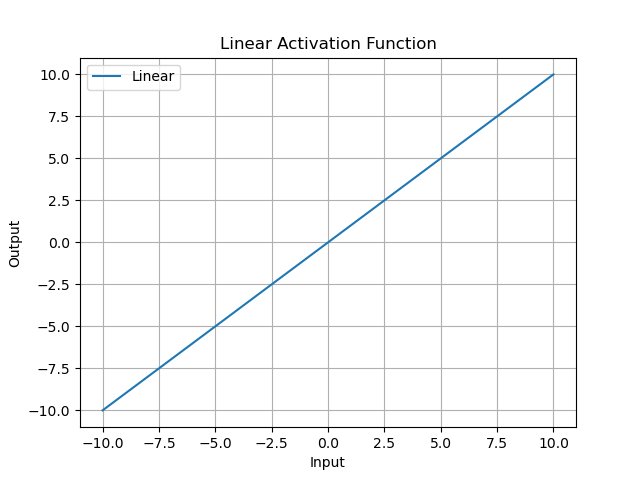 Linear Activation Function
Linear
10.0
7.5
5.0
2.5
0.0
−2.5
−5.0
−7.5
−10.0
Output
−10.0 −7.5 −5.0 −2.5 0.0 2.5 5.0 7.5 10.0
Input